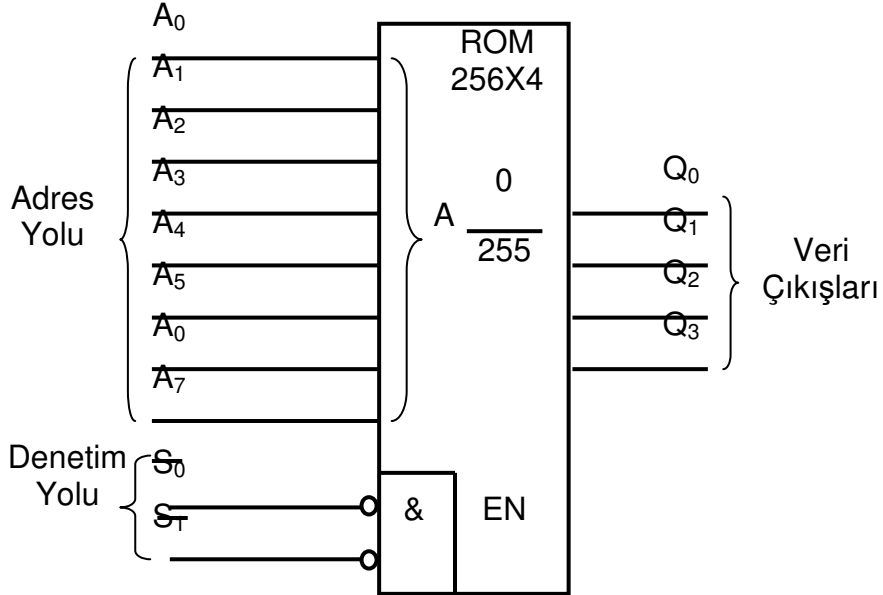 A₀
A₁
A₂
A₃
A₄
A₅
A₀
A₇
Adres
Yolu
S₀
S₁
Denetim
Yolu
ROM
256X4
A
0
255
&
EN
Q₀
Q₁
Q₂
Q₃
Veri
Çıkışları